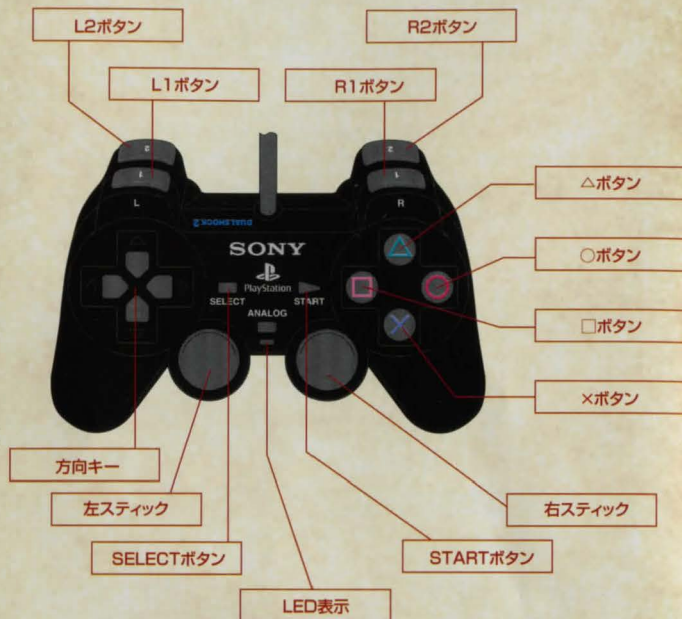 L2ボタン
R2ボタン
L1ボタン
R1ボタン
2
2
1
1
L
R
DUALSHOCK 2
SONY
PlayStation
SELECT
START
ANALOG
△ボタン
○ボタン
□ボタン
×ボタン
方向キー
左スティック
右スティック
SELECTボタン
STARTボタン
LED表示